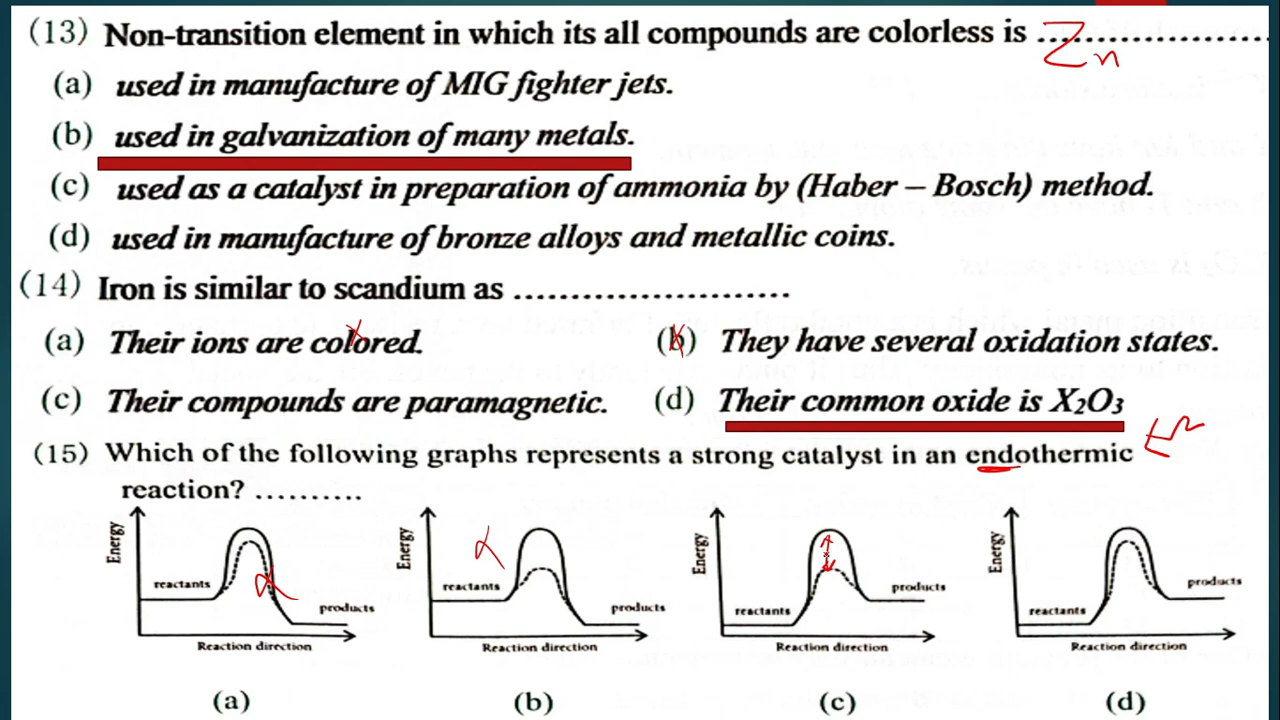 (13) Non-transition element in which its all compounds are colorless is .................... Zn
(a) used in manufacture of MIG fighter jets.
(b) used in galvanization of many metals.
(c) used as a catalyst in preparation of ammonia by (Haber – Bosch) method.
(d) used in manufacture of bronze alloys and metallic coins.
(14) Iron is similar to scandium as ........................
(a) Their ions are colored. (b) They have several oxidation states.
(c) Their compounds are paramagnetic. (d) Their common oxide is X₂O₃
(15) Which of the following graphs represents a strong catalyst in an endothermic
reaction? ..........
Energy reactants products Reaction direction
Energy reactants products Reaction direction
Energy reactants products Reaction direction
Energy reactants products Reaction direction
(a) (b) (c) (d)